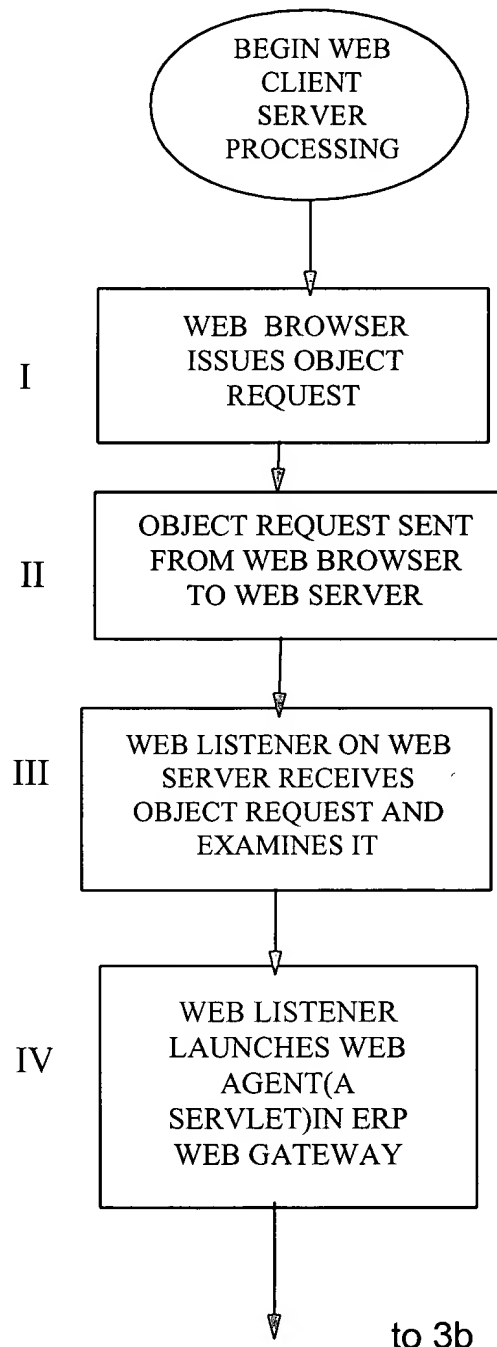 BEGIN WEB
CLIENT
SERVER
PROCESSING
I
WEB BROWSER
ISSUES OBJECT
REQUEST
II
OBJECT REQUEST SENT
FROM WEB BROWSER
TO WEB SERVER
III
WEB LISTENER ON WEB
SERVER RECEIVES
OBJECT REQUEST AND
EXAMINES IT
IV
WEB LISTENER
LAUNCHES WEB
AGENT(A
SERVLET)IN ERP
WEB GATEWAY
to 3b